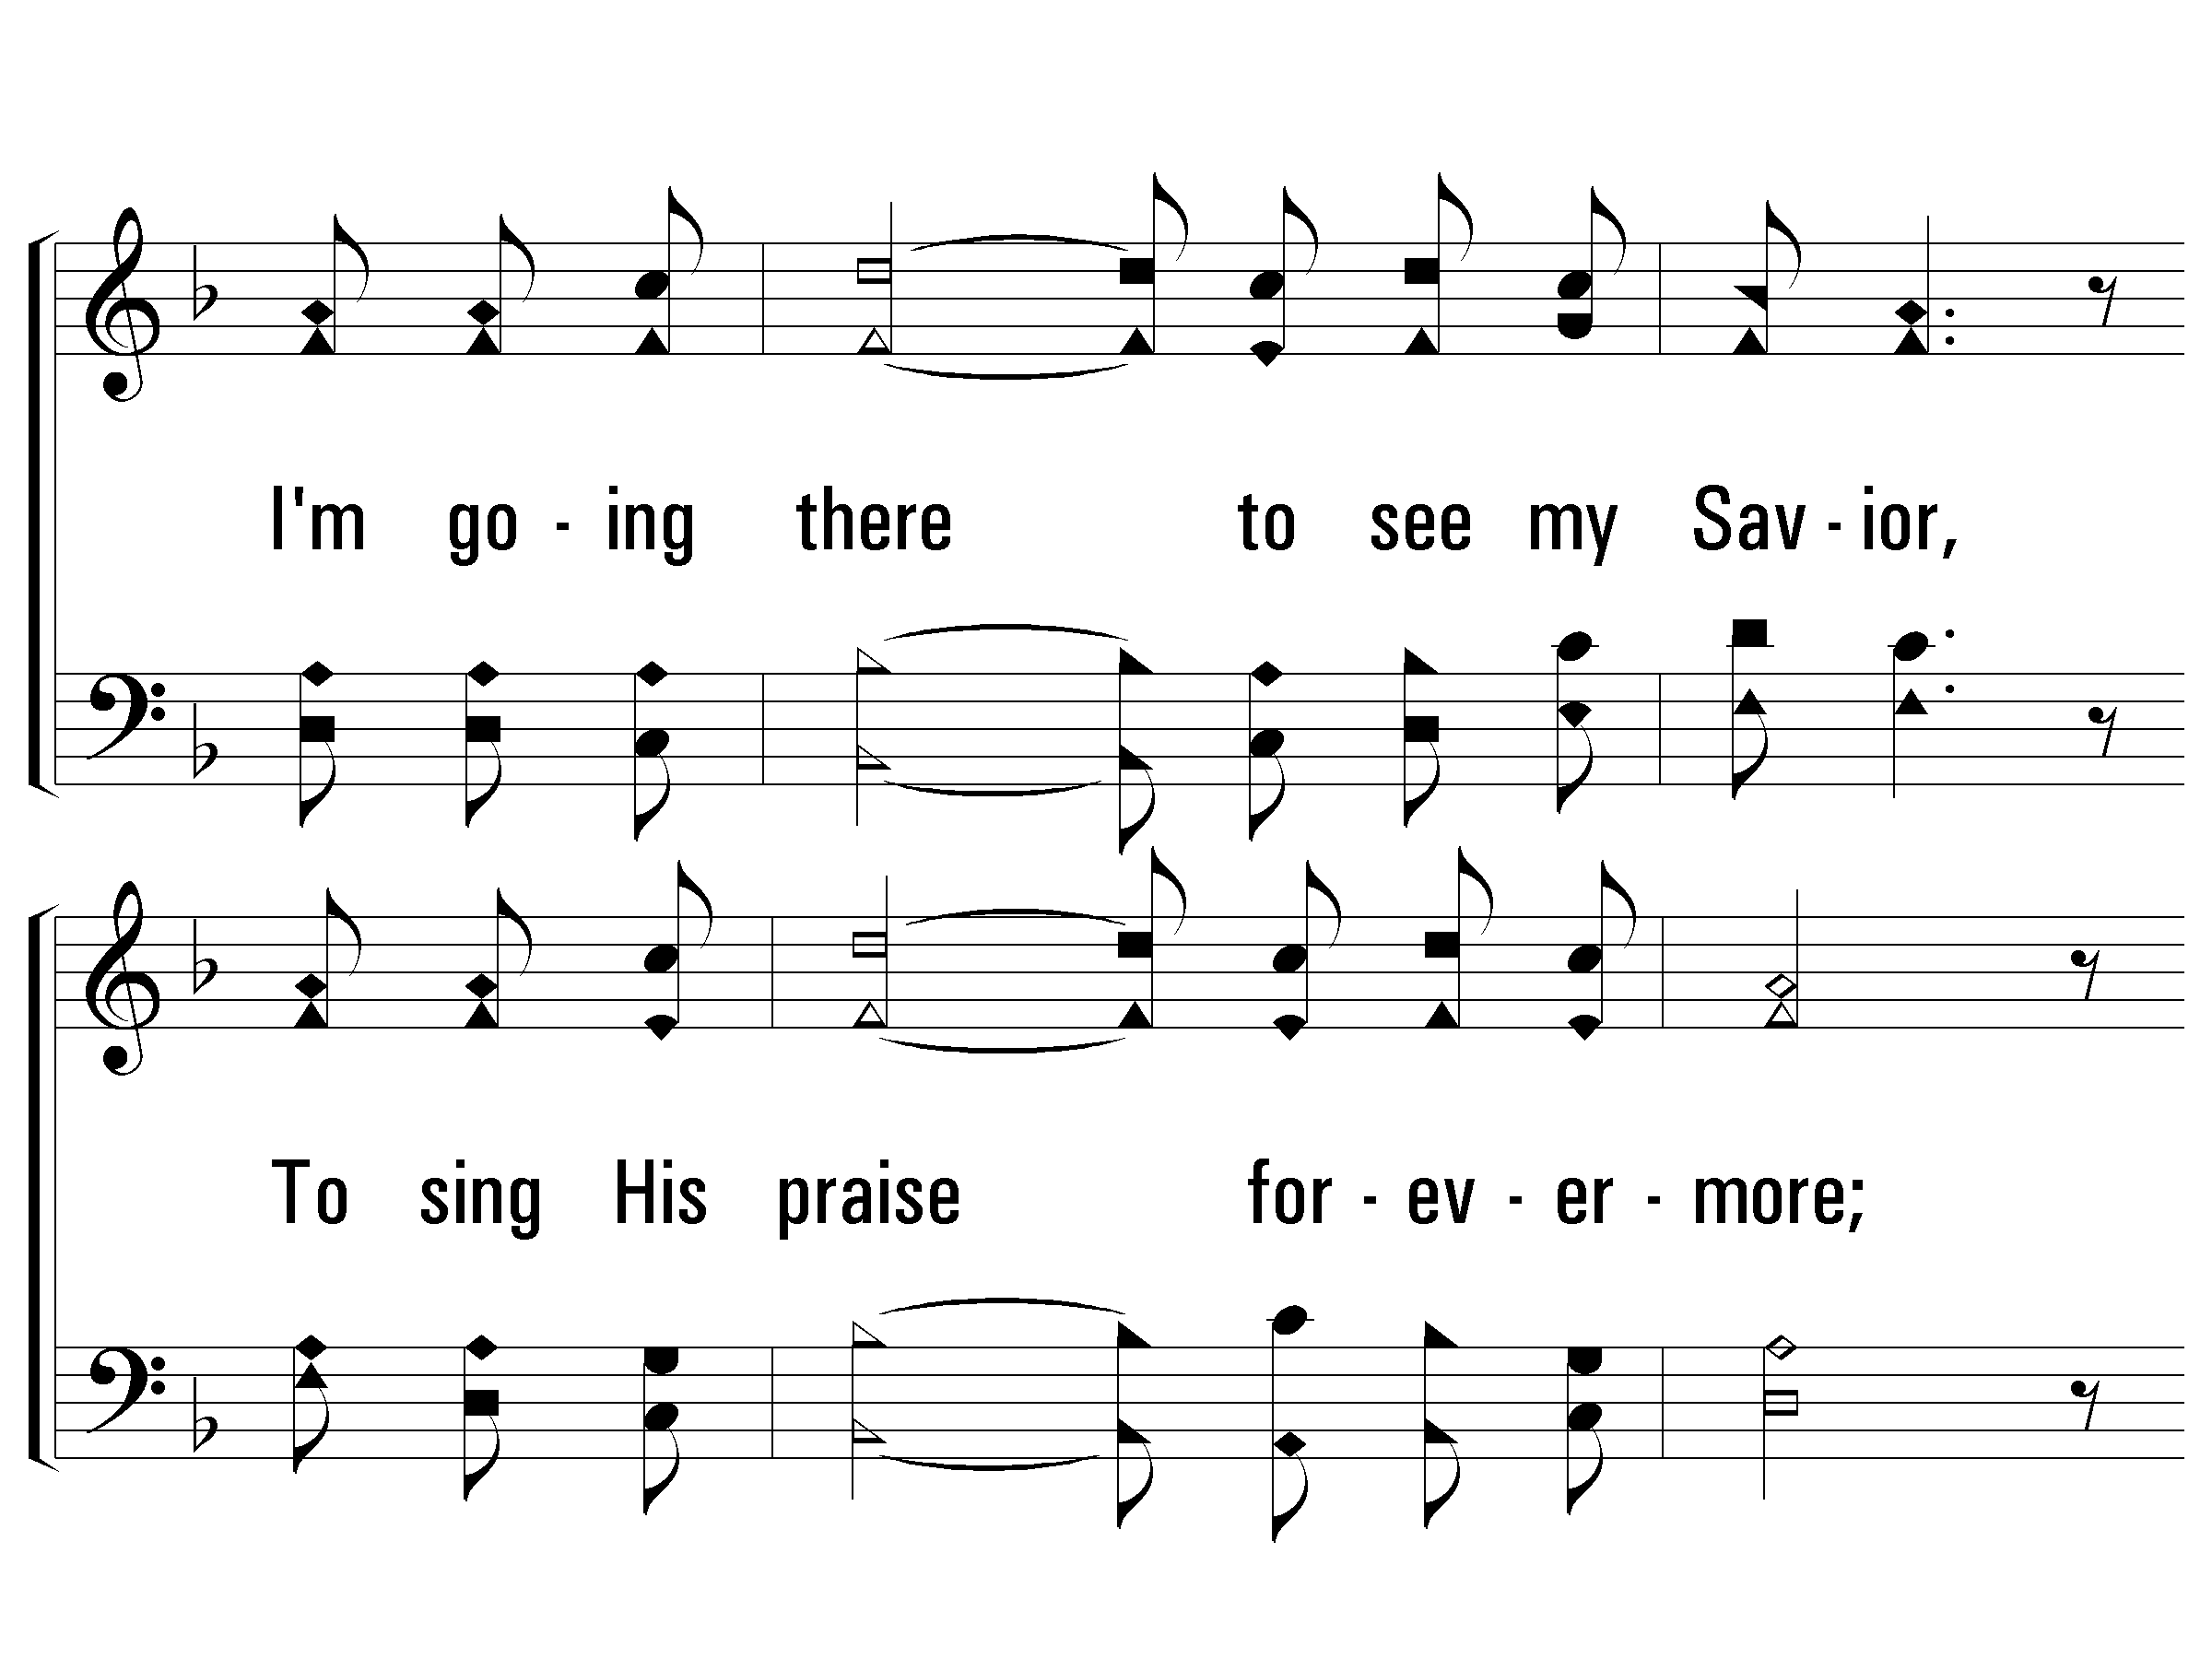 I'm go - ing there to see my Sav - ior,
To sing His praise for - ev - er - more;